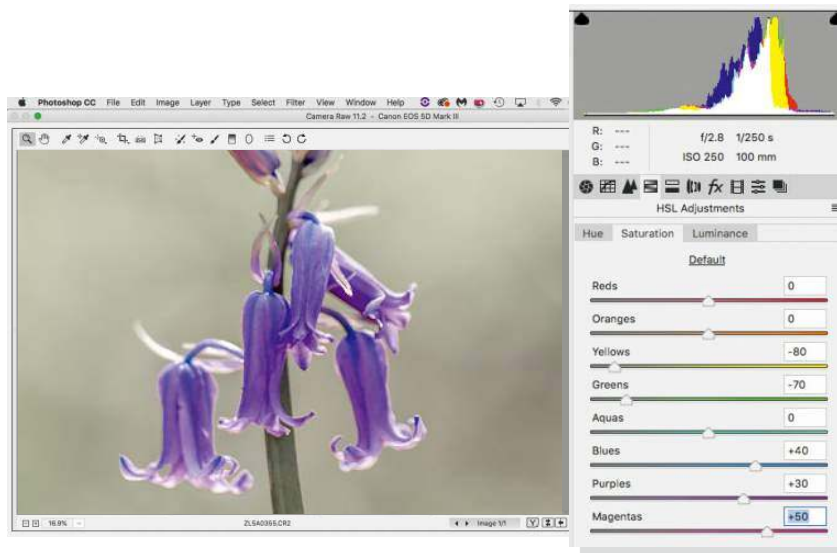 Photoshop CC File Edit Image Layer Type Select Filter View Window Help
Camera Raw 11.2 - Canon EOS 5D Mark III
16.9%
ZLSA0355.CR2
Image 1/1
Y
R: ---
G: ---
B: ---
f/2.8 1/250 s
ISO 250 100 mm
fx
HSL Adjustments
Hue Saturation Luminance
Default
Reds 0
Oranges 0
Yellows -80
Greens -70
Aquas 0
Blues +40
Purples +30
Magentas +50